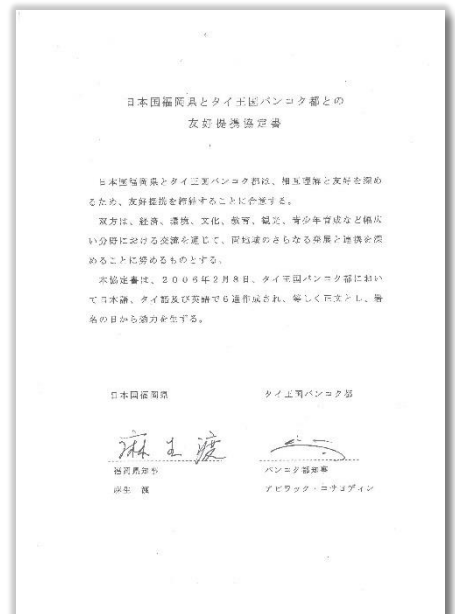 日本国福岡県とタイ王国バンコク都との
友好提携協定書
日本国福岡県とタイ王国バンコク都は、相互理解と友好を深め
るため、友好提携を締結することに合意する。
双方は、経済、環境、文化、教育、観光、青少年育成など幅広
い分野における交流を通じて、両地域のさらなる発展と連携を深
めることに努めるものとする。
本協定書は、2006年2月8日、タイ王国バンコク都におい
て日本語、タイ語及び英語で6通作成され、等しく正文とし、署
名の日から効力を生ずる。
日本国福岡県
タイ王国バンコク都
麻生渡
福岡県知事
バンコク都知事
麻生 渡
アピラック・コサヨディン